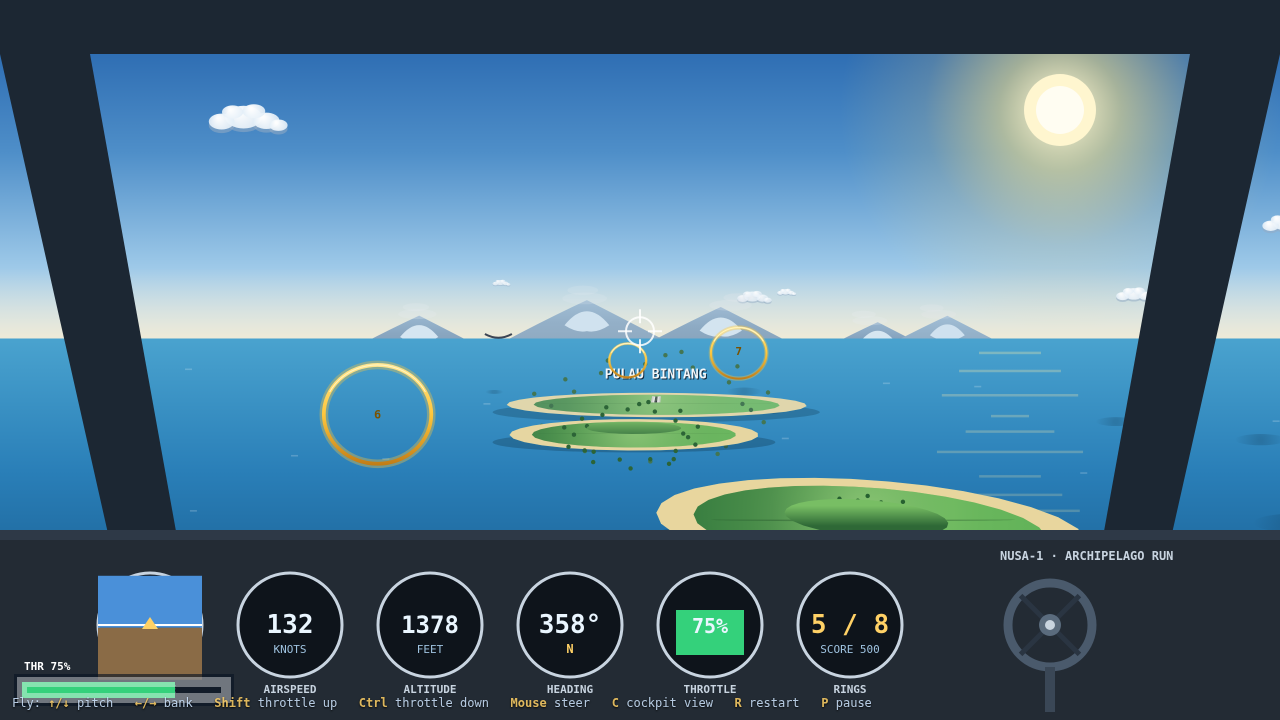 7
PULAU BINTANG
6
NUSA-1 · ARCHIPELAGO RUN
132
KNOTS
AIRSPEED
1378
FEET
ALTITUDE
358°
N
HEADING
75%
THROTTLE
5 / 8
SCORE 500
RINGS
THR 75%
Fly: ↑/↓ pitch ←/→ bank Shift throttle up Ctrl throttle down Mouse steer C cockpit view R restart P pause